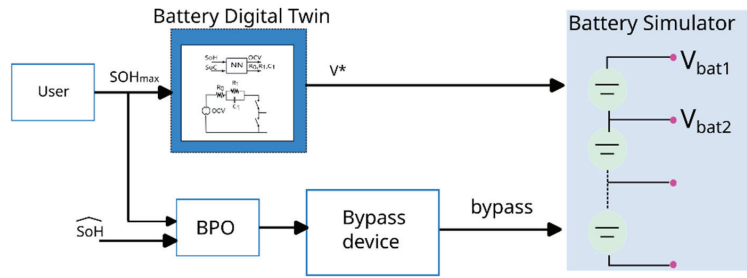 Battery Digital Twin
Battery Simulator
SoH
SoC
NN
OCV
R0,R1,C1
User
SOHmax
R0
R1
C1
OCV
V*
Vbat1
Vbat2
SoH
BPO
Bypass
device
bypass